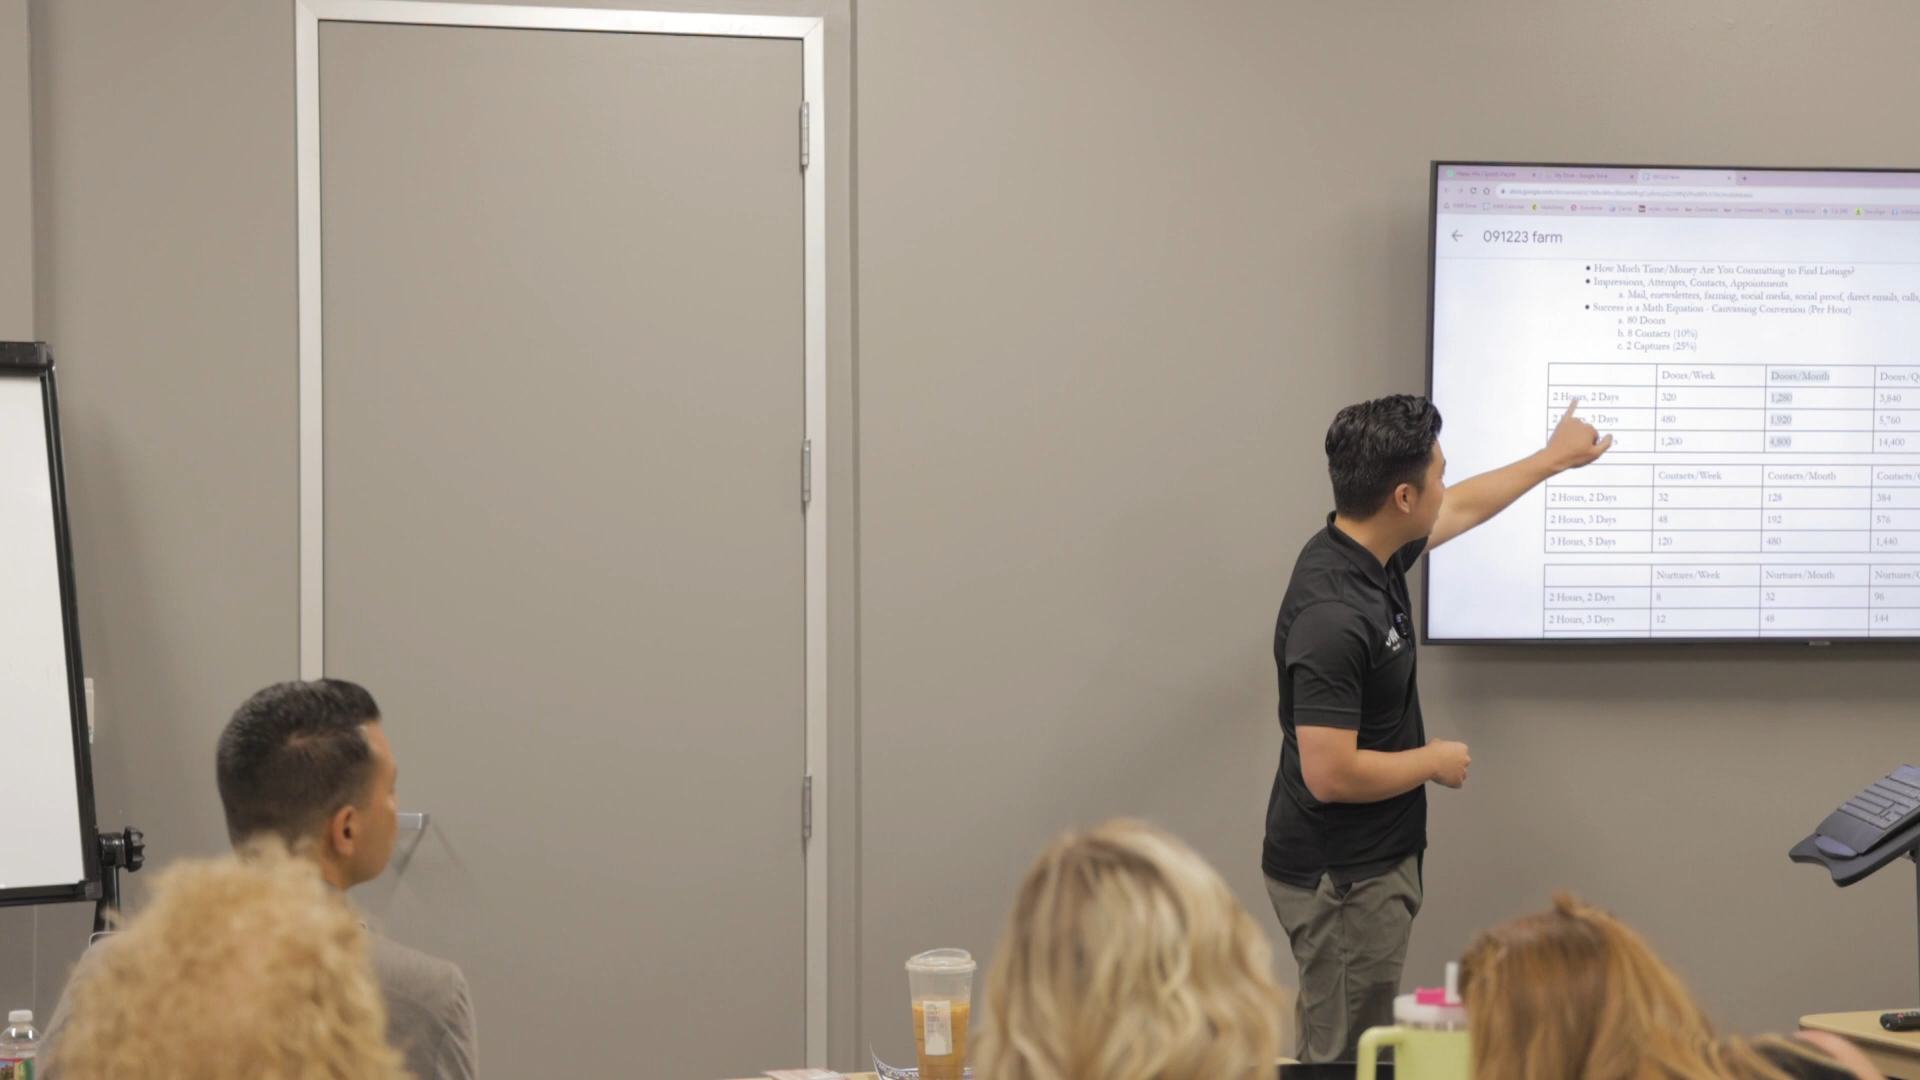 091223 farm
How Much Time/Money Are You Committing to Find Listings?
Impressions, Attempts, Contacts, Appointments
a. Mail, enewsletters, farming, social media, social proof, direct emails, calls,
Success is a Math Equation - Canvassing Conversion (Per Hour)
a. 80 Doors
b. 8 Contacts (10%)
c. 2 Captures (25%)
Doors/Week Doors/Month Doors/Q
2 Hours, 2 Days 320 1,280 3,840
3 Days 480 1,920 5,760
1,200 4,800 14,400
Contacts/Week Contacts/Month Contacts/
2 Hours, 2 Days 32 128 384
2 Hours, 3 Days 48 192 576
3 Hours, 5 Days 120 480 1,440
Nurtures/Week Nurtures/Month Nurtures/
2 Hours, 2 Days 8 32 96
2 Hours, 3 Days 12 48 144